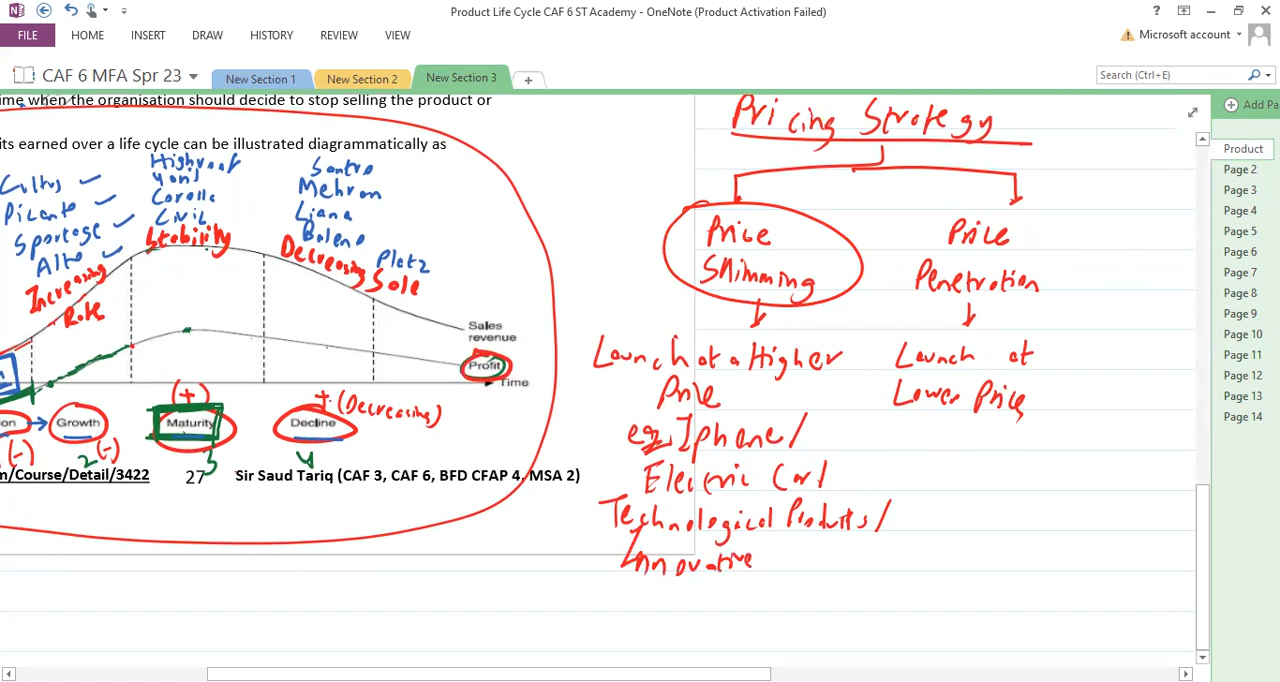 Product Life Cycle CAF 6 ST Academy - OneNote (Product Activation Failed)
FILE HOME INSERT DRAW HISTORY REVIEW VIEW
Microsoft account
CAF 6 MFA Spr 23 New Section 1 New Section 2 New Section 3
Search (Ctrl+E)
Add Pa
Product
Page 2
Page 3
Page 4
Page 5
Page 6
Page 7
Page 8
Page 9
Page 10
Page 11
Page 12
Page 13
Page 14
ime when the organisation should decide to stop selling the product or
its earned over a life cycle can be illustrated diagrammatically as
Cultus
Picanto
Sportage
Alto
Increasing
Rate
Yaris
Corolla
Civic
Stability
Santro
Mehran
Liana
Baleno
Decreasing
Sale
Sales
revenue
Profit
Time
on
Growth
Maturity
Decline
(-)
2 (-)
(+)
3
+ (Decreasing)
4
m/Course/Detail/3422 27 Sir Saud Tariq (CAF 3, CAF 6, BFD CFAP 4, MSA 2)
Pricing Strategy
Price
Skimming
Price
Penetration
Launch at a Higher
Price
eg. Iphone/
Electric Car/
Technological Products/
Innovative
Launch at
Lower Price